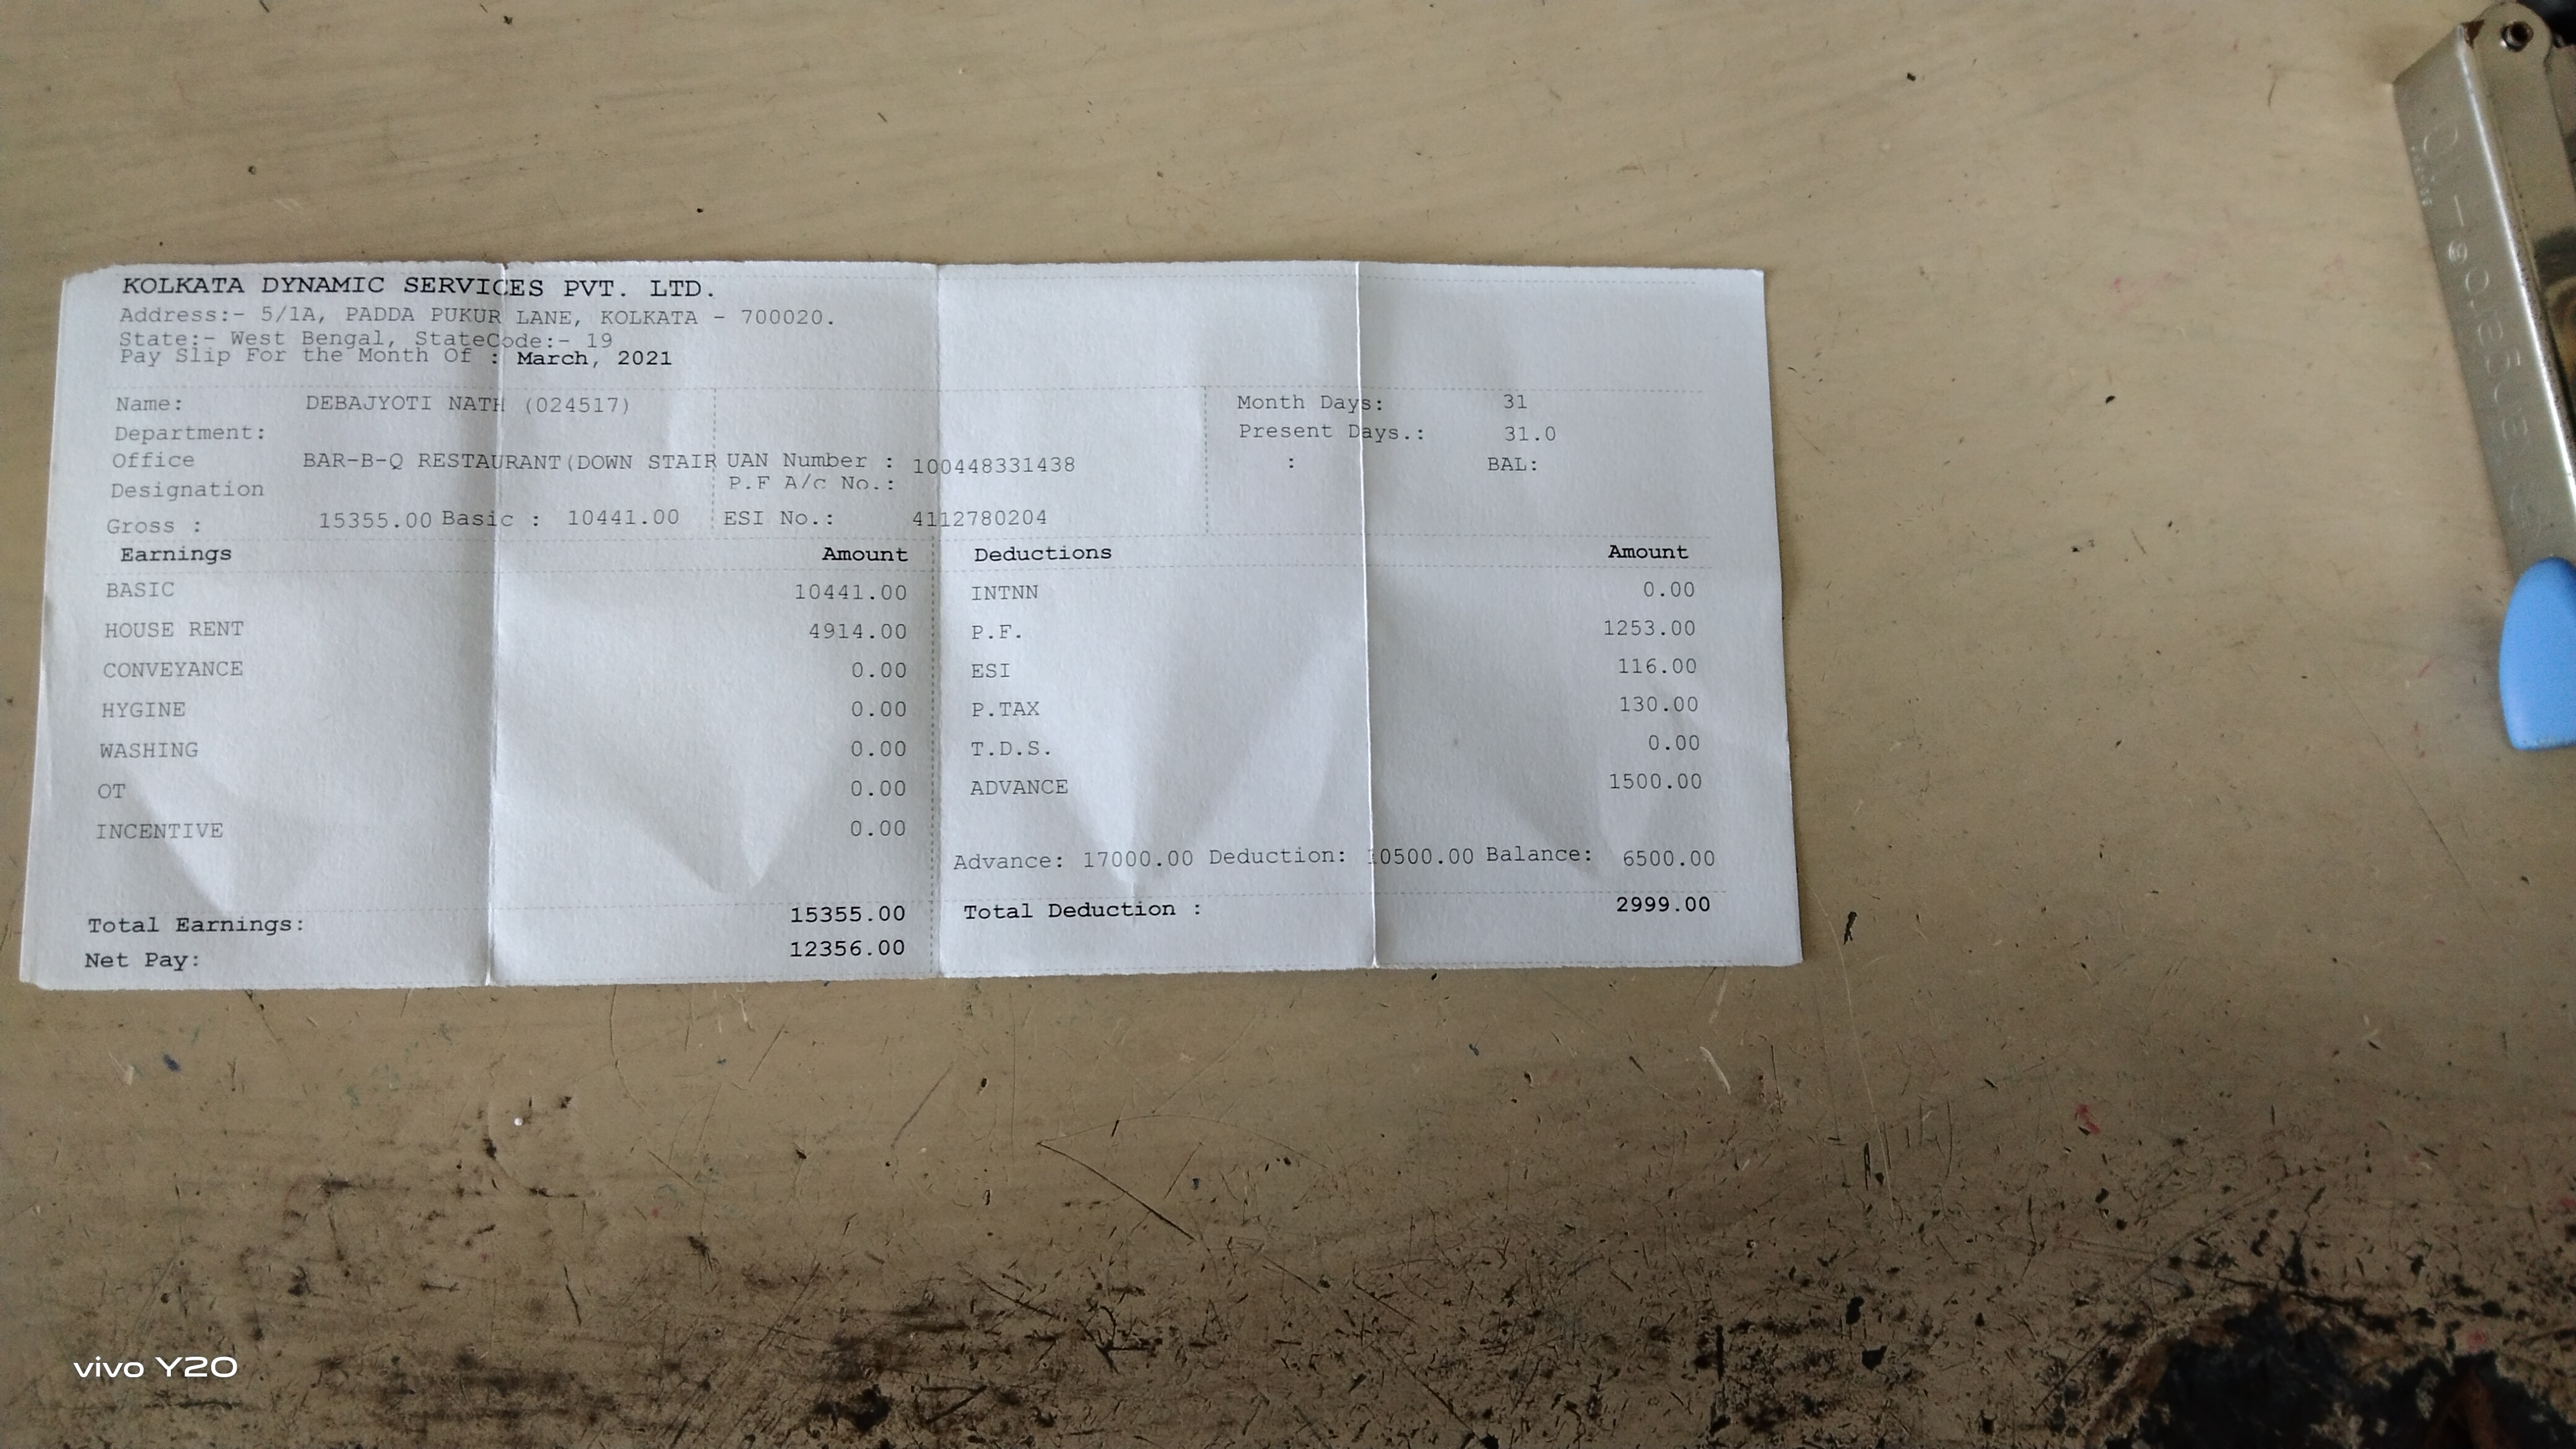 KOLKATA DYNAMIC SERVICES PVT. LTD.
Address:- 5/1A, PADDA PUKUR LANE, KOLKATA - 700020.
State:- West Bengal, StateCode:- 19
Pay Slip For the Month Of : March, 2021
Name: DEBAJYOTI NATH (024517) Month Days: 31
Department: Present Days.: 31.0
Office BAR-B-Q RESTAURANT(DOWN STAIR UAN Number : 100448331438 : BAL:
Designation P.F A/c No.:
Gross : 15355.00 Basic : 10441.00 ESI No.: 4112780204
Earnings Amount Deductions Amount
BASIC 10441.00 INTNN 0.00
HOUSE RENT 4914.00 P.F. 1253.00
CONVEYANCE 0.00 ESI 116.00
HYGINE 0.00 P.TAX 130.00
WASHING 0.00 T.D.S. 0.00
OT 0.00 ADVANCE 1500.00
INCENTIVE 0.00
Advance: 17000.00 Deduction: 10500.00 Balance: 6500.00
Total Earnings: 15355.00 Total Deduction : 2999.00
Net Pay: 12356.00
vivo Y20